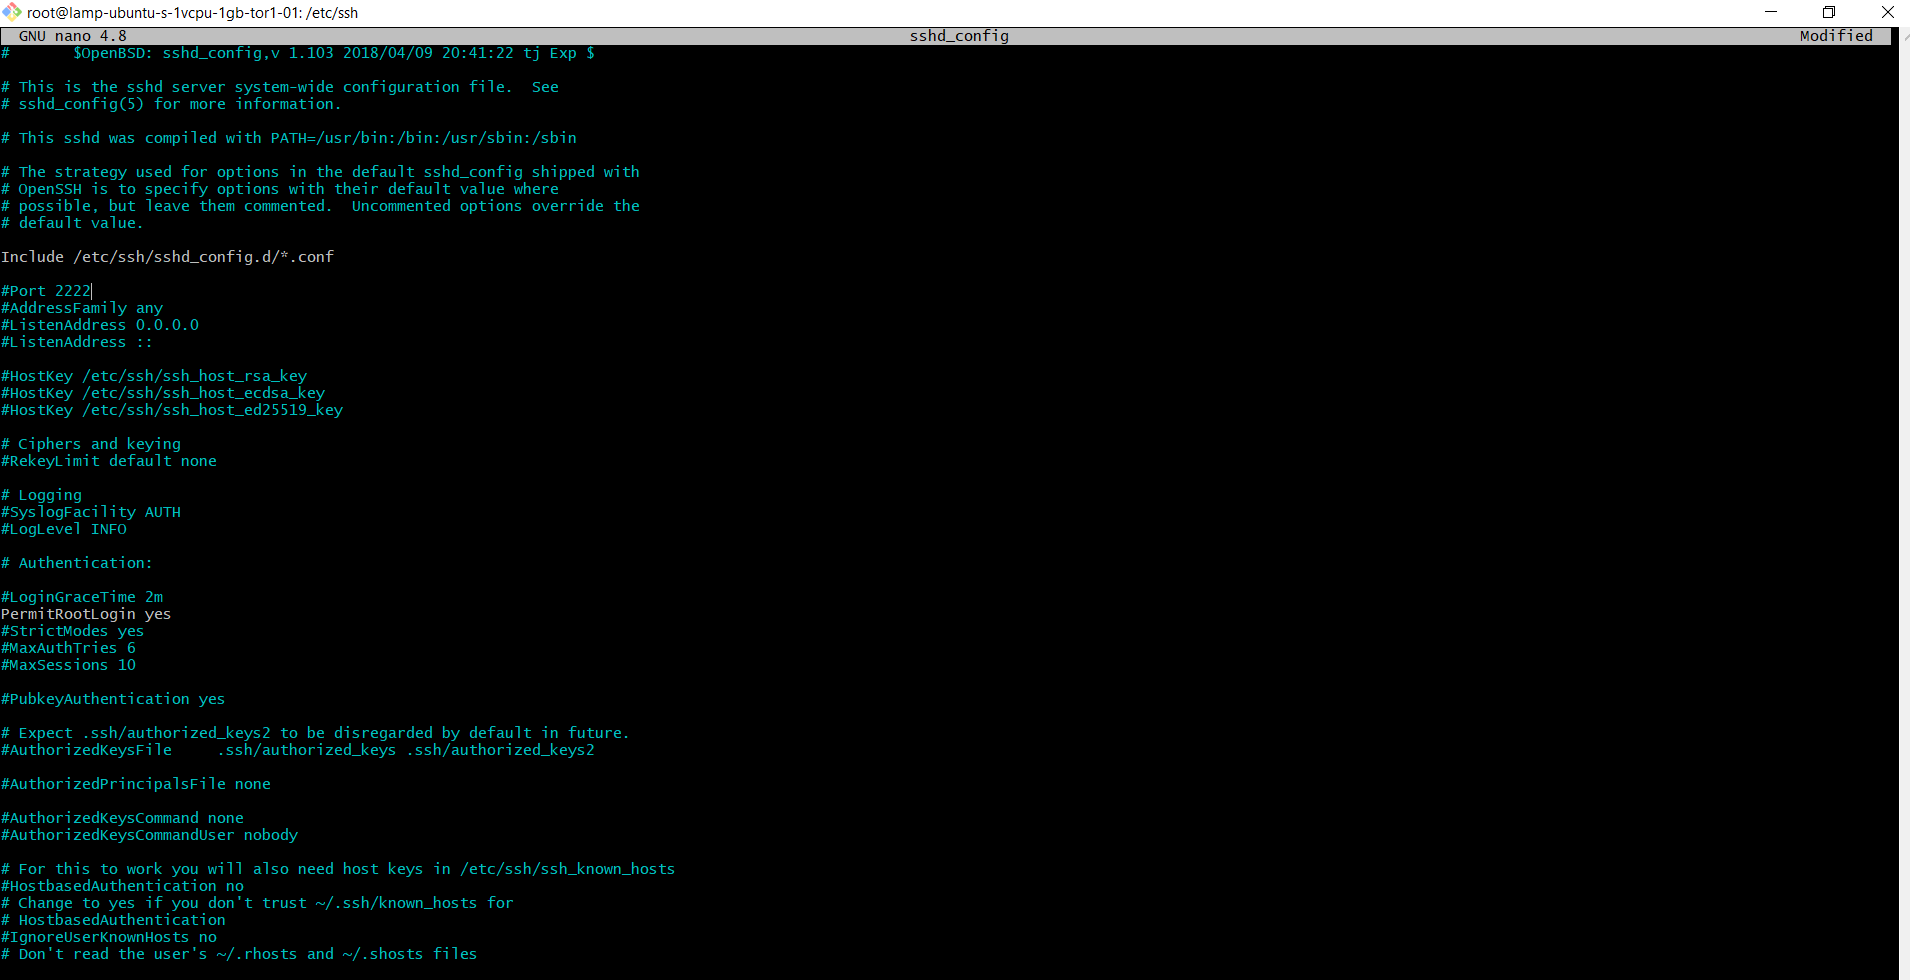 root@lamp-ubuntu-s-1vcpu-1gb-tor1-01: /etc/ssh
GNU nano 4.8 sshd_config Modified
# $OpenBSD: sshd_config,v 1.103 2018/04/09 20:41:22 tj Exp $
# This is the sshd server system-wide configuration file.  See
# sshd_config(5) for more information.
# This sshd was compiled with PATH=/usr/bin:/bin:/usr/sbin:/sbin
# The strategy used for options in the default sshd_config shipped with
# OpenSSH is to specify options with their default value where
# possible, but leave them commented.  Uncommented options override the
# default value.
Include /etc/ssh/sshd_config.d/*.conf
#Port 2222
#AddressFamily any
#ListenAddress 0.0.0.0
#ListenAddress ::
#HostKey /etc/ssh/ssh_host_rsa_key
#HostKey /etc/ssh/ssh_host_ecdsa_key
#HostKey /etc/ssh/ssh_host_ed25519_key
# Ciphers and keying
#RekeyLimit default none
# Logging
#SyslogFacility AUTH
#LogLevel INFO
# Authentication:
#LoginGraceTime 2m
PermitRootLogin yes
#StrictModes yes
#MaxAuthTries 6
#MaxSessions 10
#PubkeyAuthentication yes
# Expect .ssh/authorized_keys2 to be disregarded by default in future.
#AuthorizedKeysFile     .ssh/authorized_keys .ssh/authorized_keys2
#AuthorizedPrincipalsFile none
#AuthorizedKeysCommand none
#AuthorizedKeysCommandUser nobody
# For this to work you will also need host keys in /etc/ssh/ssh_known_hosts
#HostbasedAuthentication no
# Change to yes if you don't trust ~/.ssh/known_hosts for
# HostbasedAuthentication
#IgnoreUserKnownHosts no
# Don't read the user's ~/.rhosts and ~/.shosts files